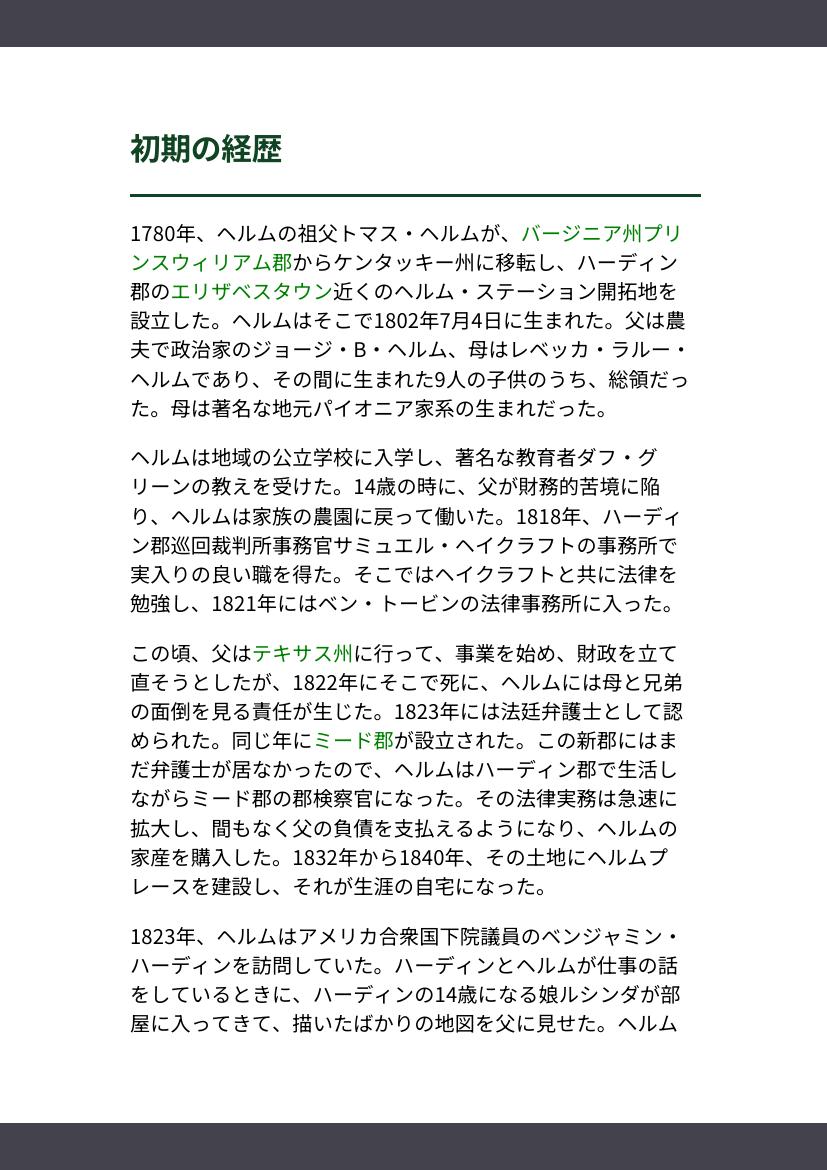 初期の経歴
1780年、ヘルムの祖父トマス・ヘルムが、バージニア州プリ
ンスウィリアム郡からケンタッキー州に移転し、ハーディン
郡のエリザベスタウン近くのヘルム・ステーション開拓地を
設立した。ヘルムはそこで1802年7月4日に生まれた。父は農
夫で政治家のジョージ・B・ヘルム、母はレベッカ・ラルー・
ヘルムであり、その間に生まれた9人の子供のうち、総領だっ
た。母は著名な地元パイオニア家系の生まれだった。
ヘルムは地域の公立学校に入学し、著名な教育者ダフ・グ
リーンの教えを受けた。14歳の時に、父が財務的苦境に陥
り、ヘルムは家族の農園に戻って働いた。1818年、ハーディ
ン郡巡回裁判所事務官サミュエル・ヘイクラフトの事務所で
実入りの良い職を得た。そこではヘイクラフトと共に法律を
勉強し、1821年にはベン・トービンの法律事務所に入った。
この頃、父はテキサス州に行って、事業を始め、財政を立て
直そうとしたが、1822年にそこで死に、ヘルムには母と兄弟
の面倒を見る責任が生じた。1823年には法廷弁護士として認
められた。同じ年にミード郡が設立された。この新郡にはま
だ弁護士が居なかったので、ヘルムはハーディン郡で生活し
ながらミード郡の郡検察官になった。その法律実務は急速に
拡大し、間もなく父の負債を支払えるようになり、ヘルムの
家産を購入した。1832年から1840年、その土地にヘルムプ
レースを建設し、それが生涯の自宅になった。
1823年、ヘルムはアメリカ合衆国下院議員のベンジャミン・
ハーディンを訪問していた。ハーディンとヘルムが仕事の話
をしているときに、ハーディンの14歳になる娘ルシンダが部
屋に入ってきて、描いたばかりの地図を父に見せた。ヘルム